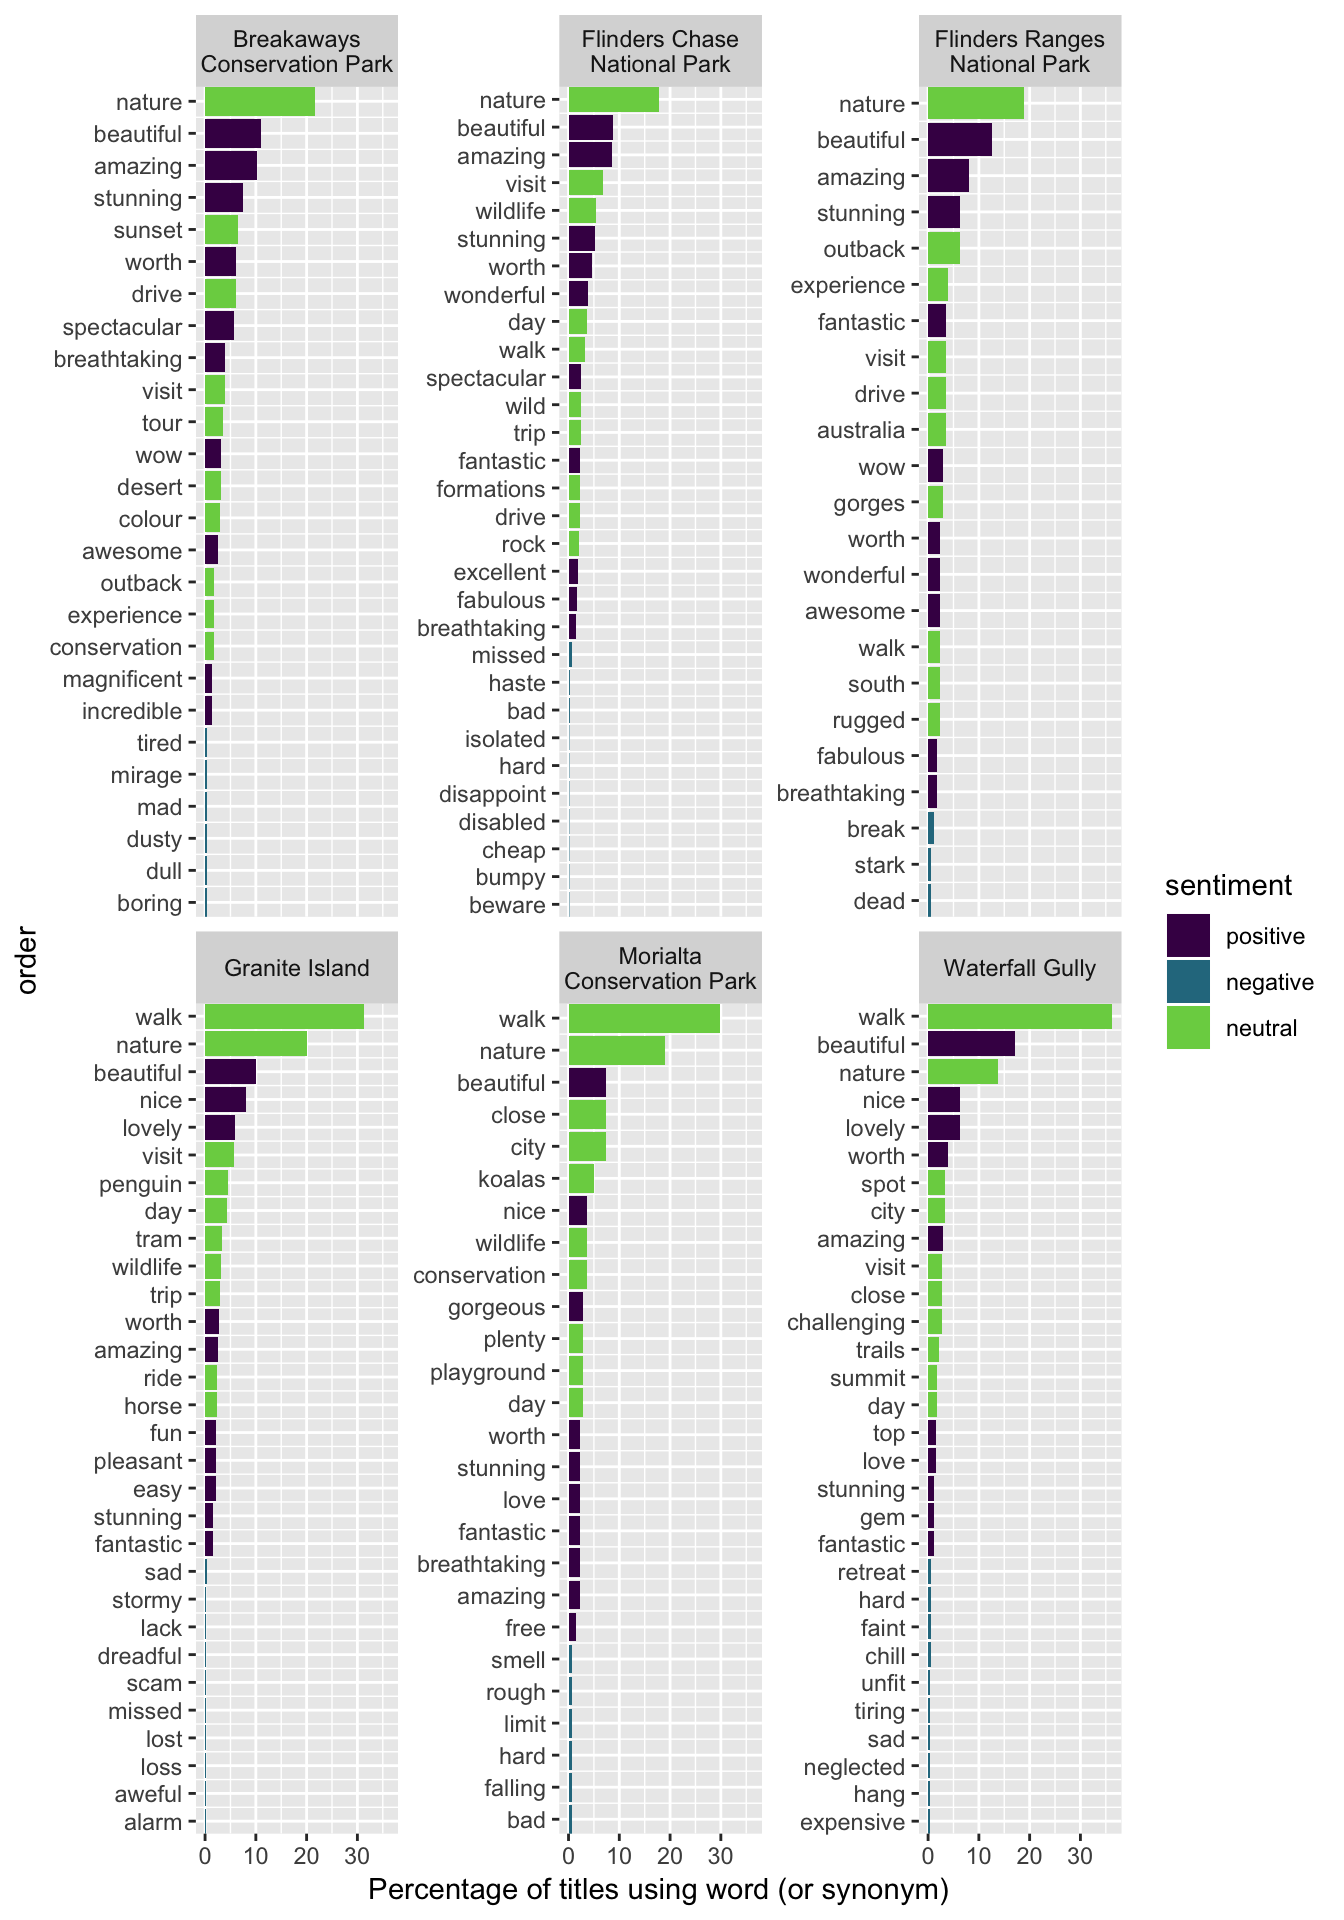 Breakaways
Conservation Park
nature
beautiful
amazing
stunning
sunset
worth
drive
spectacular
breathtaking
visit
tour
wow
desert
colour
awesome
outback
experience
conservation
magnificent
incredible
tired
mirage
mad
dusty
dull
boring
Flinders Chase
National Park
nature
beautiful
amazing
visit
wildlife
stunning
worth
wonderful
day
walk
spectacular
wild
trip
fantastic
formations
drive
rock
excellent
fabulous
breathtaking
missed
haste
bad
isolated
hard
disappoint
disabled
cheap
bumpy
beware
Flinders Ranges
National Park
nature
beautiful
amazing
stunning
outback
experience
fantastic
visit
drive
australia
wow
gorges
worth
wonderful
awesome
walk
south
rugged
fabulous
breathtaking
break
stark
dead
order
Granite Island
walk
nature
beautiful
nice
lovely
visit
penguin
day
tram
wildlife
trip
worth
amazing
ride
horse
fun
pleasant
easy
stunning
fantastic
sad
stormy
lack
dreadful
scam
missed
lost
loss
aweful
alarm
0 10 20 30
Morialta
Conservation Park
walk
nature
beautiful
close
city
koalas
nice
wildlife
conservation
gorgeous
plenty
playground
day
worth
stunning
love
fantastic
breathtaking
amazing
free
smell
rough
limit
hard
falling
bad
0 10 20 30
Waterfall Gully
walk
beautiful
nature
nice
lovely
worth
spot
city
amazing
visit
close
challenging
trails
summit
day
top
love
stunning
gem
fantastic
retreat
hard
faint
chill
unfit
tiring
sad
neglected
hang
expensive
0 10 20 30
Percentage of titles using word (or synonym)
sentiment
positive
negative
neutral